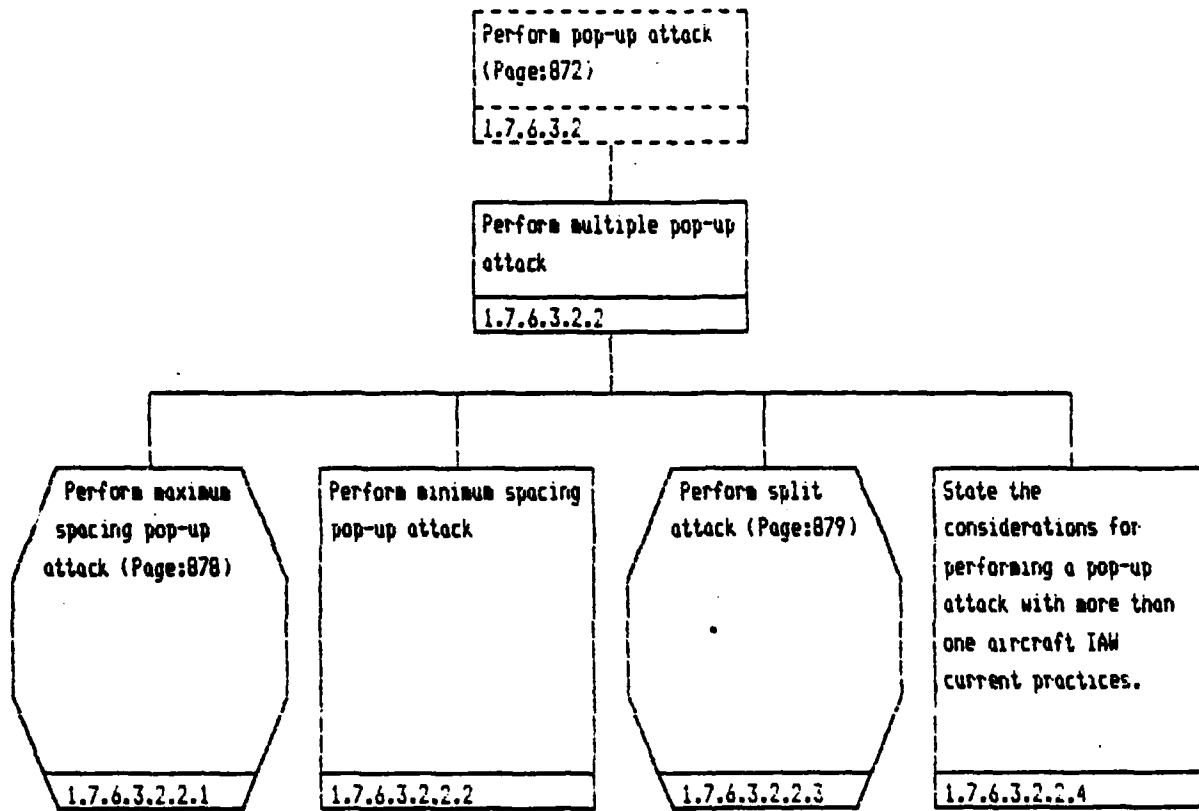 Perform pop-up attack
(Page:872)
1.7.6.3.2
Perform multiple pop-up
attack
1.7.6.3.2.2
Perform maximum
spacing pop-up
attack (Page:878)
1.7.6.3.2.2.1
Perform minimum spacing
pop-up attack
1.7.6.3.2.2.2
Perform split
attack (Page:879)
1.7.6.3.2.2.3
State the
considerations for
performing a pop-up
attack with more than
one aircraft IAW
current practices.
1.7.6.3.2.2.4